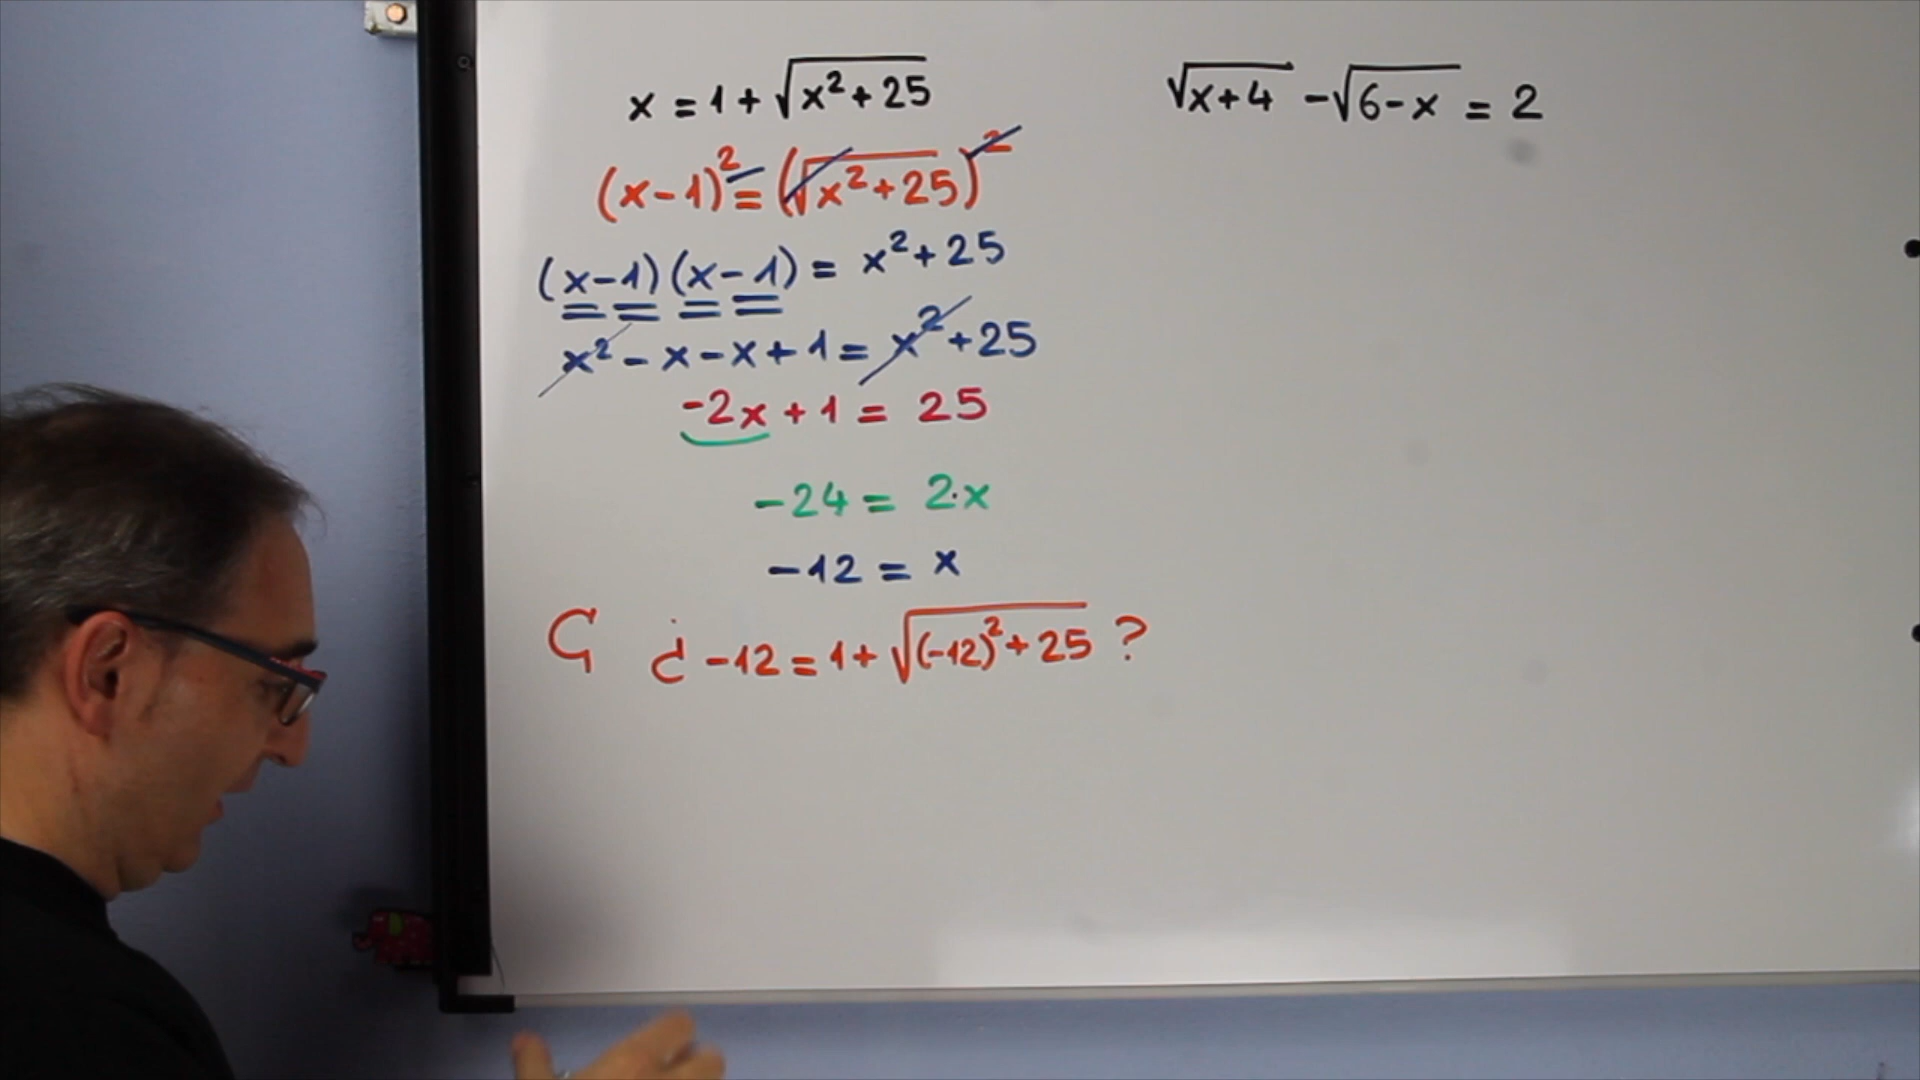 x = 1 + √(x² + 25)
(x - 1)² = (√(x² + 25))²
(x - 1)(x - 1) = x² + 25
x² - x - x + 1 = x² + 25
-2x + 1 = 25
-24 = 2·x
-12 = x
¿ -12 = 1 + √((-12)² + 25) ?
√(x + 4) - √(6 - x) = 2